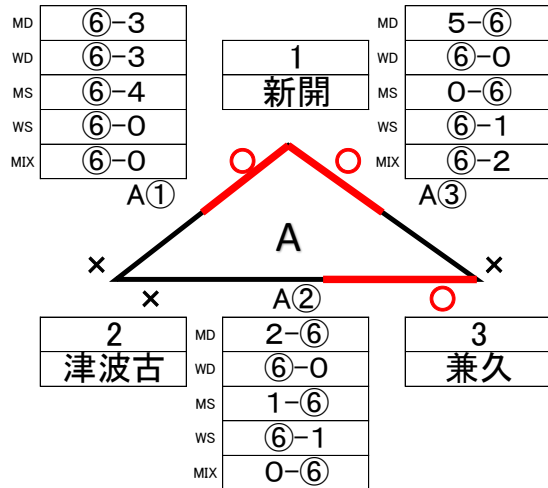 MD ⑥-3
WD ⑥-3
MS ⑥-4
WS ⑥-0
MIX ⑥-0
A①
1
新開
MD 5-⑥
WD ⑥-0
MS 0-⑥
WS ⑥-1
MIX ⑥-2
A③
○
○
A
×
×
×
○
A②
2
津波古
MD 2-⑥
WD ⑥-0
MS 1-⑥
WS ⑥-1
MIX 0-⑥
3
兼久